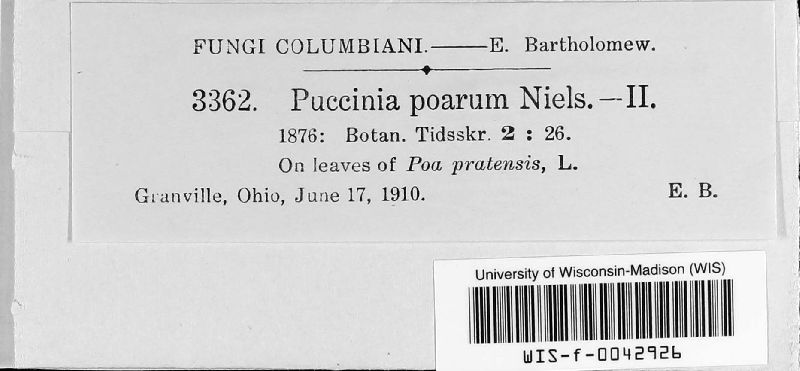 FUNGI COLUMBIANI.——E. Bartholomew.
3362. Puccinia poarum Niels.—II.
1876: Botan. Tidsskr. 2 : 26.
On leaves of Poa pratensis, L.
Granville, Ohio, June 17, 1910. E. B.
University of Wisconsin-Madison (WIS)
WIS-f-0042926